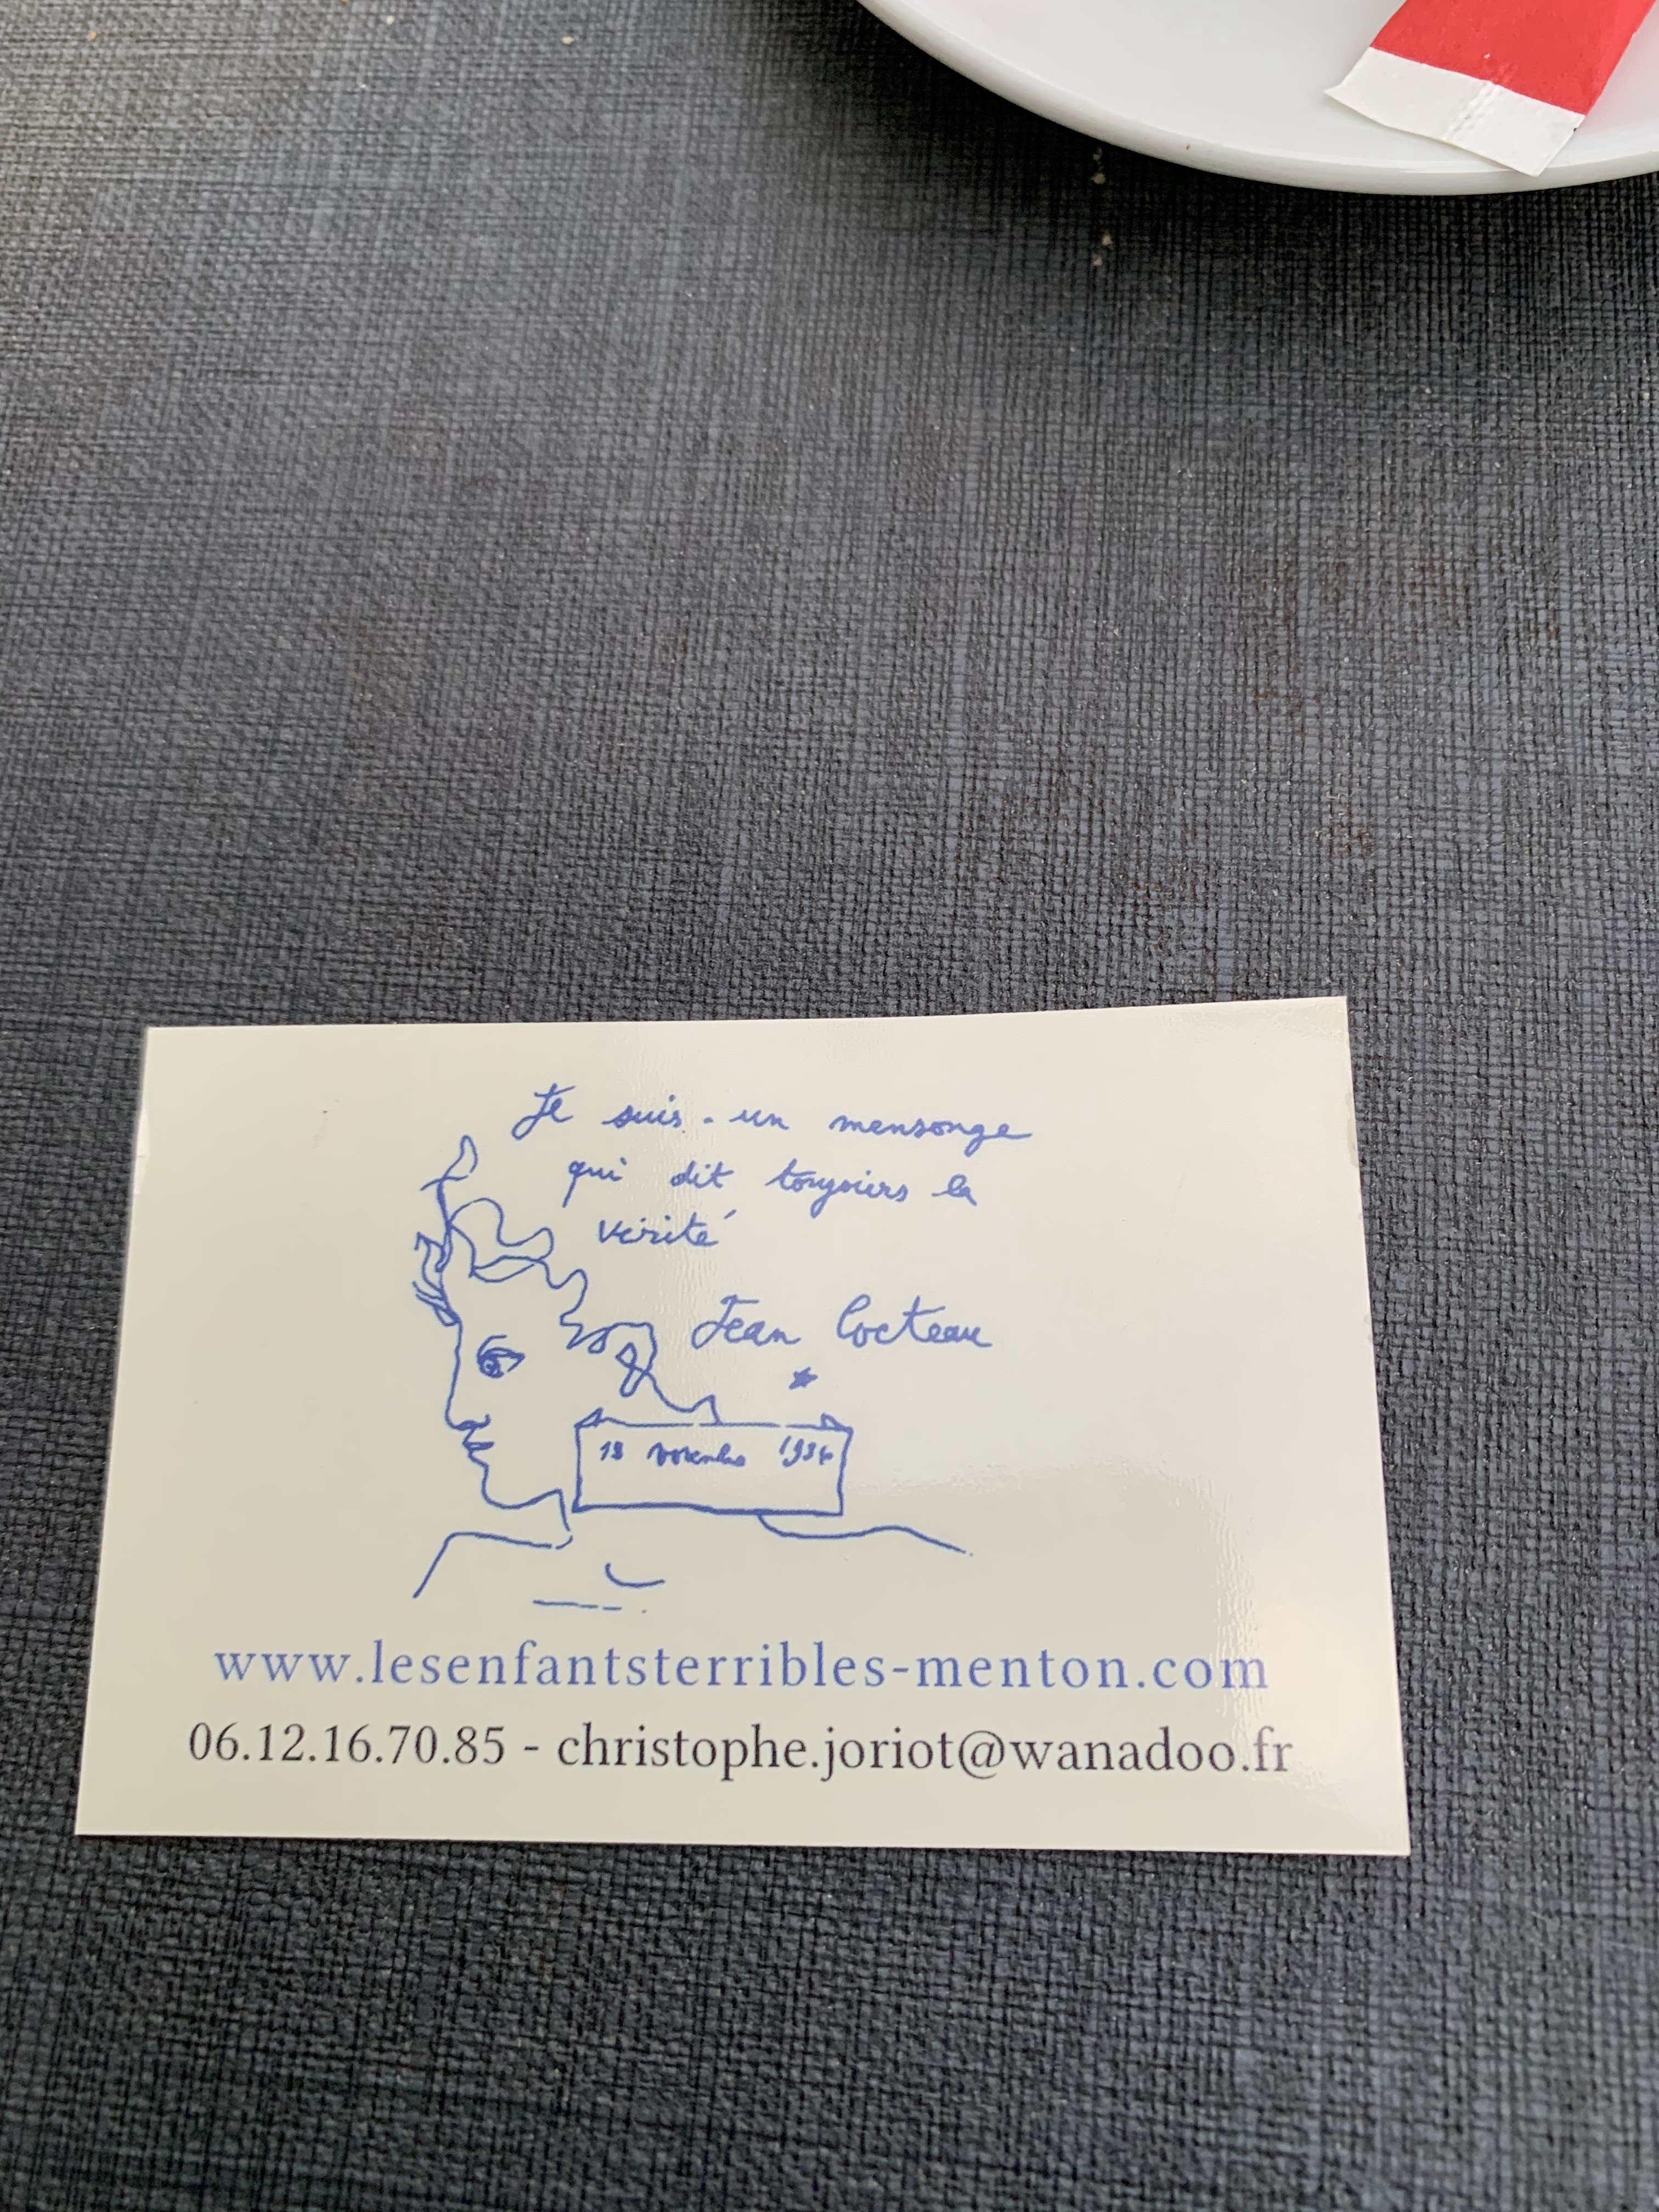 Je suis - un mensonge
qui dit toujours la
vérité
Jean Cocteau
www.lesenfantsterribles-menton.com
06.12.16.70.85 - christophe.joriot@wanadoo.fr